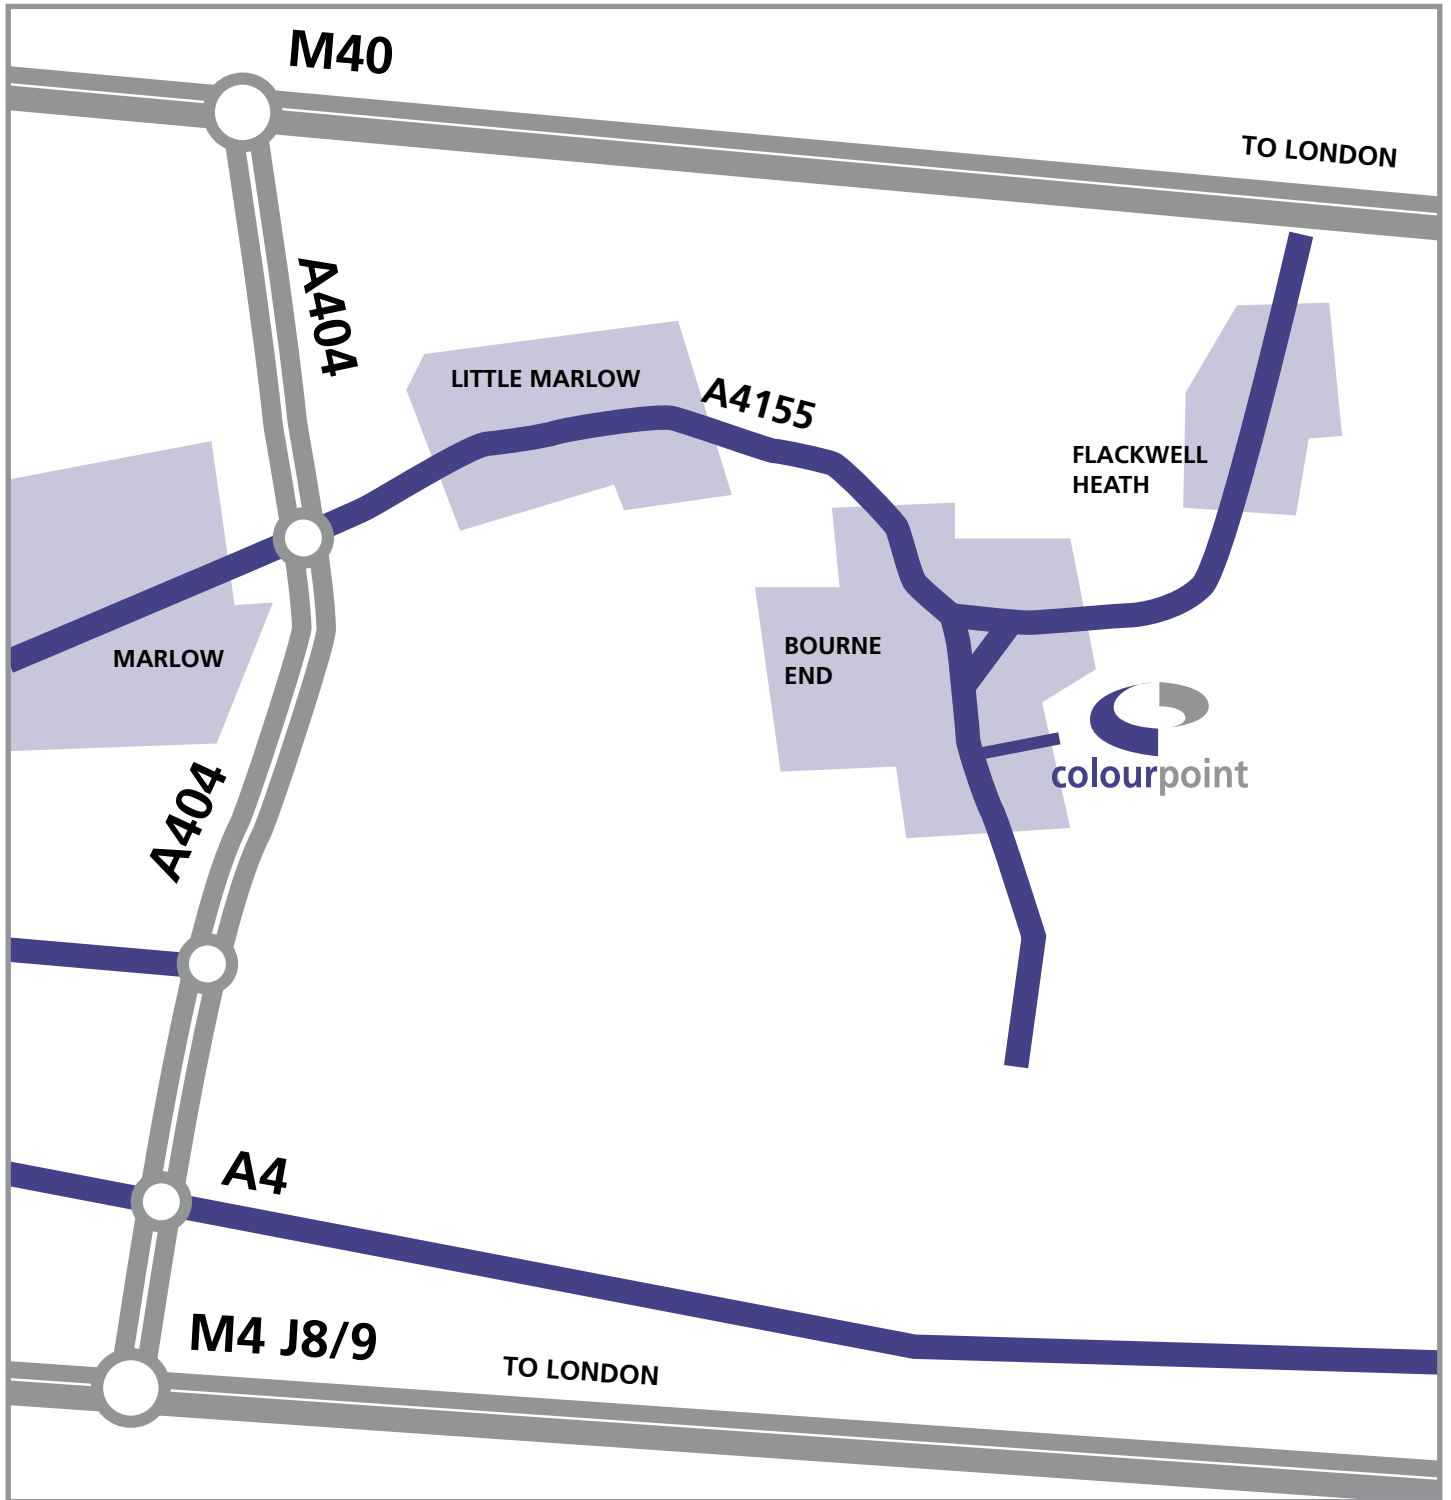 M40
TO LONDON
A404
LITTLE MARLOW
A4155
FLACKWELL
HEATH
MARLOW
BOURNE
END
colourpoint
A404
A4
M4 J8/9
TO LONDON